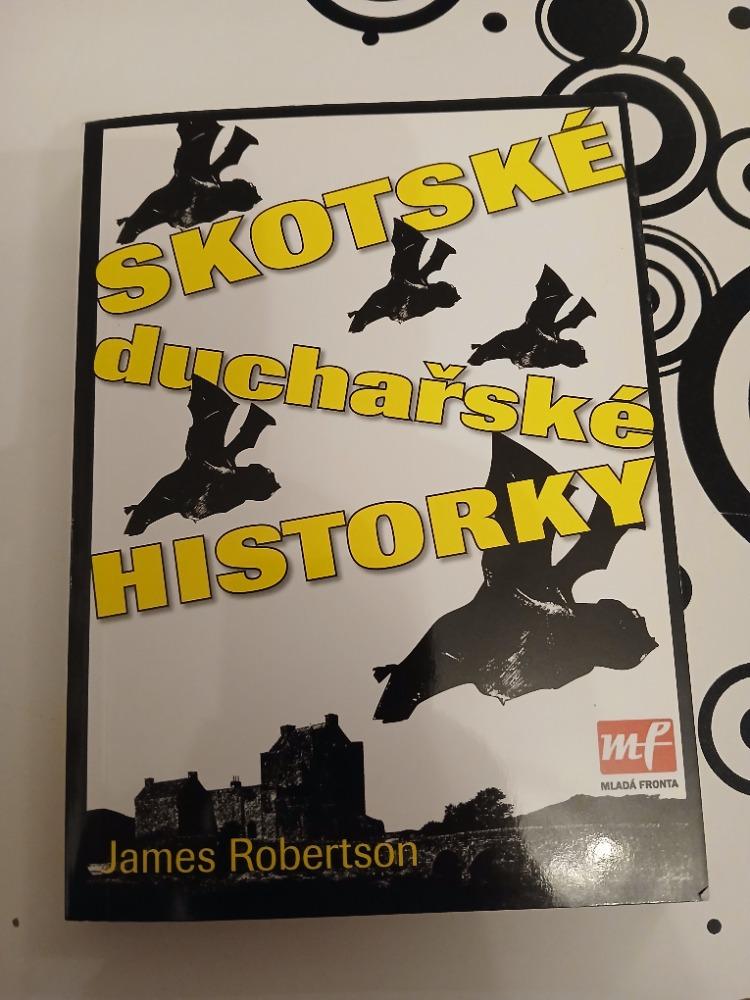 SKOTSKÉ
duchařské
HISTORKY
mf
MLADÁ FRONTA
James Robertson